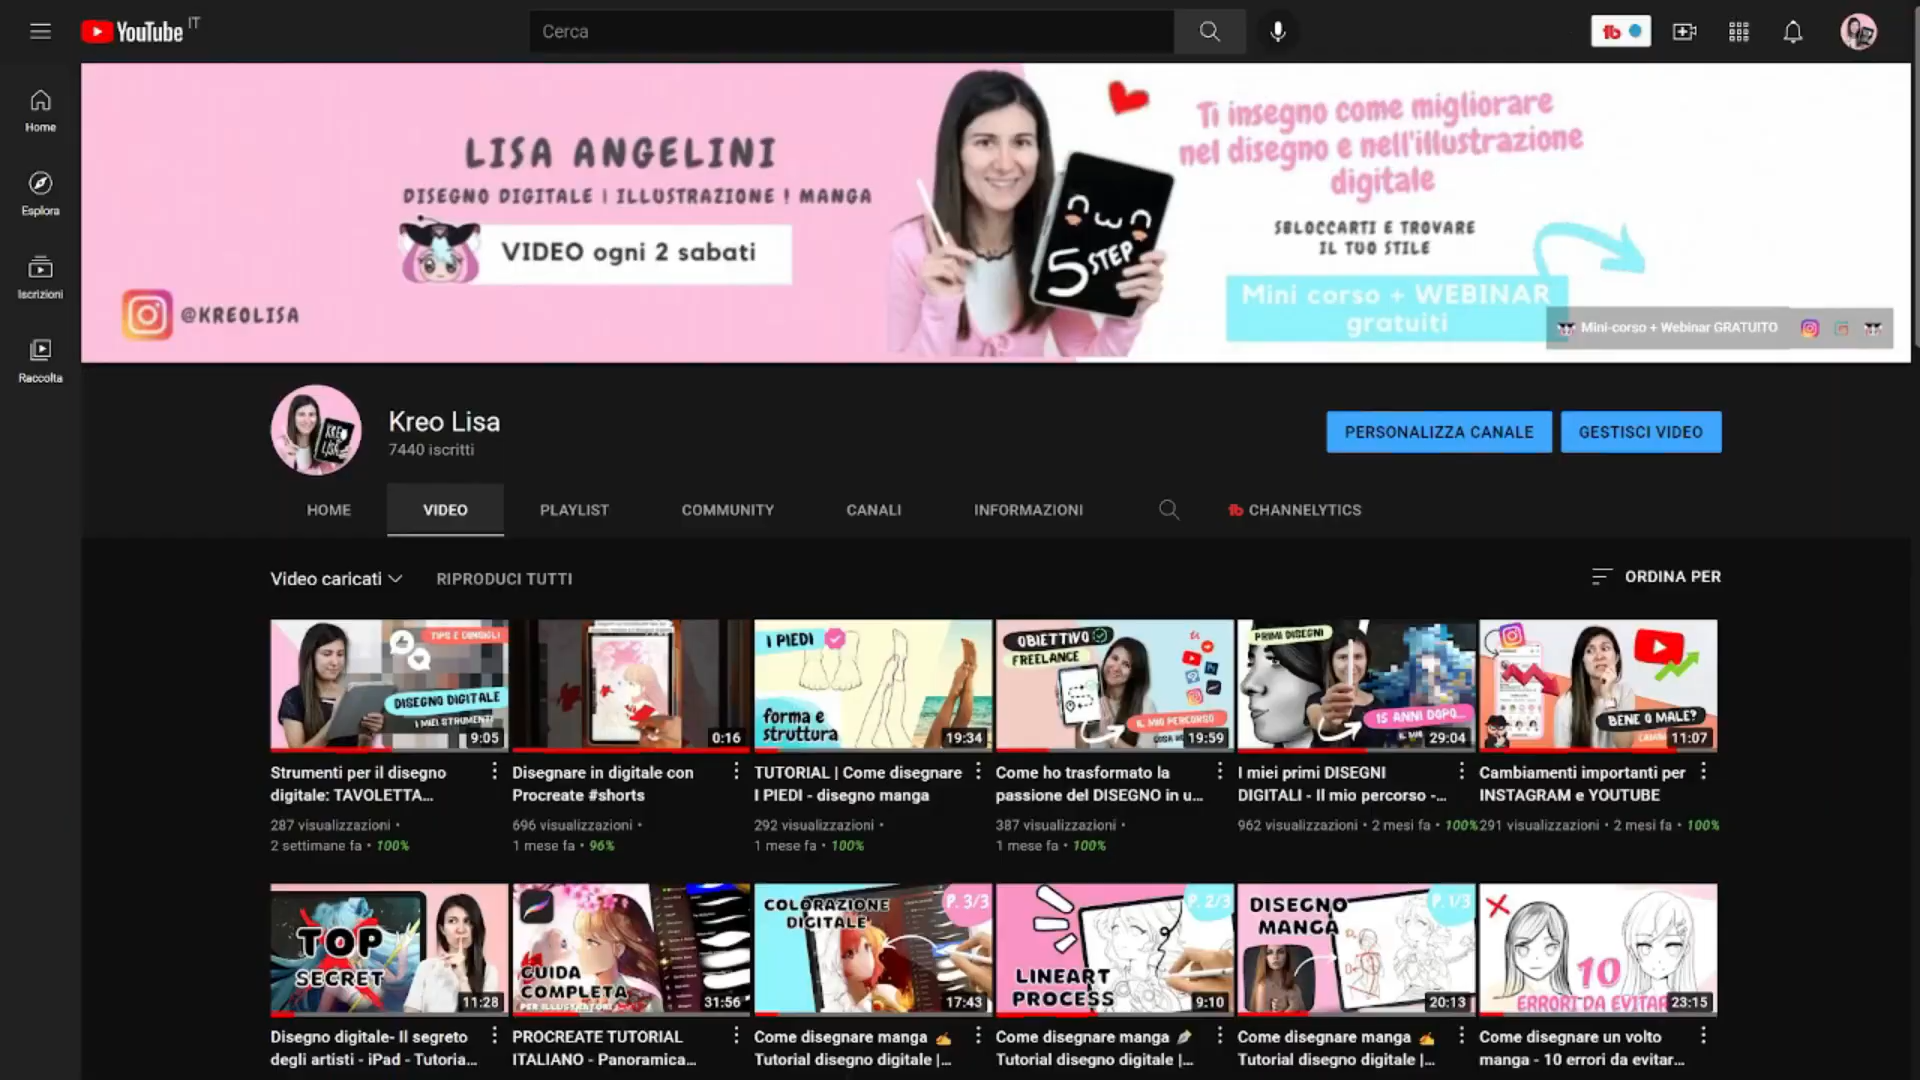 YouTube IT
Cerca
Home
Esplora
Iscrizioni
Raccolta
LISA ANGELINI
DISEGNO DIGITALE | ILLUSTRAZIONE ! MANGA
VIDEO ogni 2 sabati
@KREOLISA
5 STEP
Ti insegno come migliorare
nel disegno e nell'illustrazione
digitale
SBLOCCARTI E TROVARE
IL TUO STILE
Mini corso + WEBINAR
gratuiti
Mini-corso + Webinar GRATUITO
Kreo Lisa
7440 iscritti
PERSONALIZZA CANALE
GESTISCI VIDEO
HOME
VIDEO
PLAYLIST
COMMUNITY
CANALI
INFORMAZIONI
CHANNELYTICS
Video caricati
RIPRODUCI TUTTI
ORDINA PER
TIPS E CONSIGLI
DISEGNO DIGITALE
I MIEI STRUMENTI
9:05
Strumenti per il disegno
digitale: TAVOLETTA...
287 visualizzazioni •
2 settimane fa • 100%
0:16
Disegnare in digitale con
Procreate #shorts
696 visualizzazioni •
1 mese fa • 96%
I PIEDI
forma e
struttura
19:34
TUTORIAL | Come disegnare
I PIEDI - disegno manga
292 visualizzazioni •
1 mese fa • 100%
OBIETTIVO
FREELANCE
IL MIO PERCORSO
19:59
Come ho trasformato la
passione del DISEGNO in u...
387 visualizzazioni •
1 mese fa • 100%
PRIMI DISEGNI
15 ANNI DOPO...
29:04
I miei primi DISEGNI
DIGITALI - Il mio percorso -...
962 visualizzazioni • 2 mesi fa • 100%
BENE O MALE?
11:07
Cambiamenti importanti per
INSTAGRAM e YOUTUBE
291 visualizzazioni • 2 mesi fa • 100%
TOP
SECRET
11:28
Disegno digitale- Il segreto
degli artisti - iPad - Tutoria...
GUIDA
COMPLETA
PER ILLUSTRATORI
31:56
PROCREATE TUTORIAL
ITALIANO - Panoramica...
COLORAZIONE
DIGITALE
P. 3/3
17:43
Come disegnare manga ✍
Tutorial disegno digitale |...
P. 2/3
LINEART
PROCESS
9:10
Come disegnare manga
Tutorial disegno digitale |...
DISEGNO
MANGA
P. 1/3
20:13
Come disegnare manga ✍
Tutorial disegno digitale |...
10
ERRORI DA EVITAR
23:15
Come disegnare un volto
manga - 10 errori da evitar...